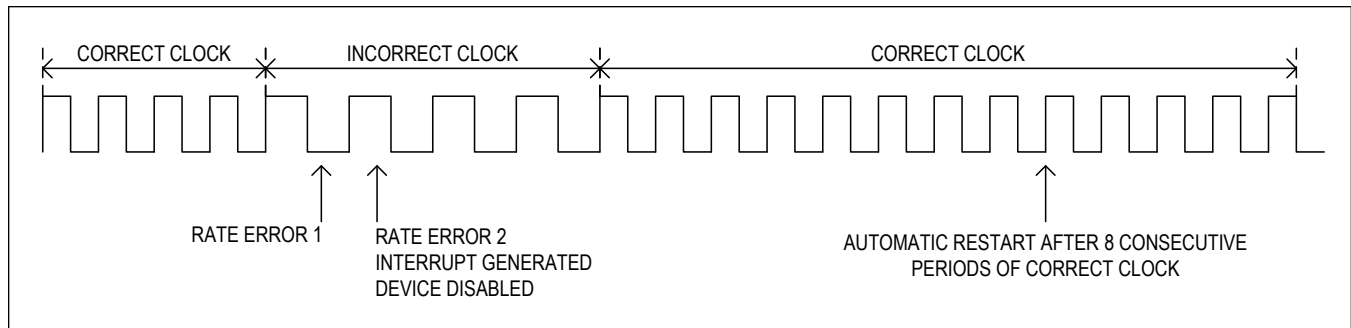 CORRECT CLOCK
INCORRECT CLOCK
CORRECT CLOCK
RATE ERROR 1
RATE ERROR 2
INTERRUPT GENERATED
DEVICE DISABLED
AUTOMATIC RESTART AFTER 8 CONSECUTIVE
PERIODS OF CORRECT CLOCK